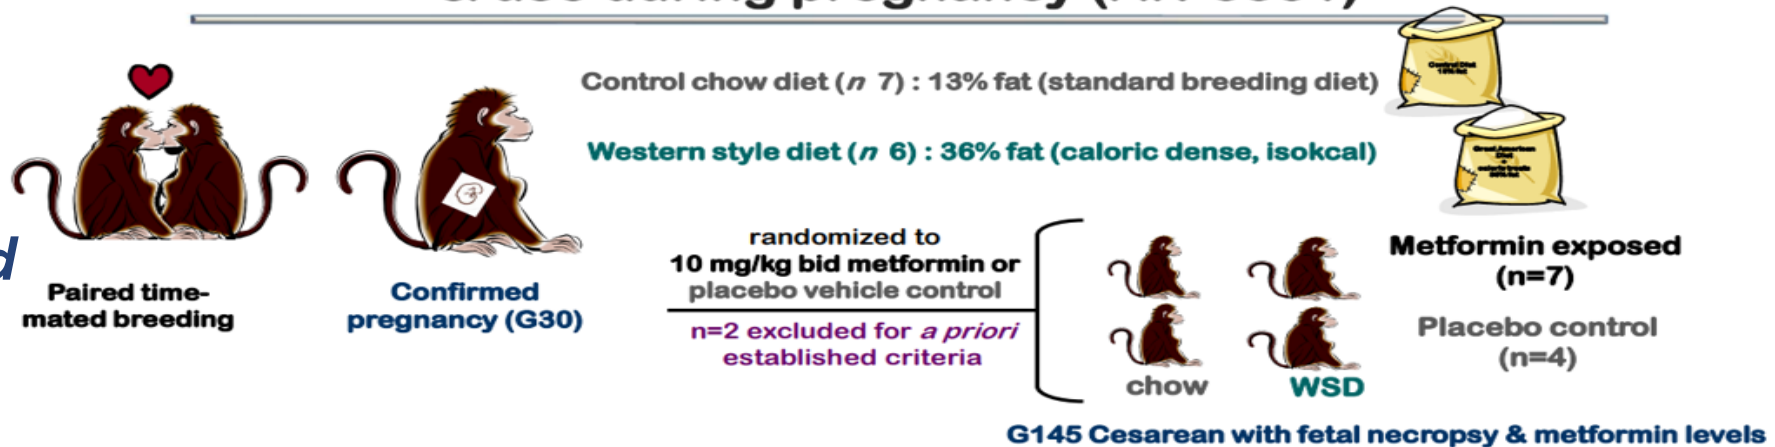 Control chow diet (n 7) : 13% fat (standard breeding diet)
Western style diet (n 6) : 36% fat (caloric dense, isokcal)
Paired time-
mated breeding
Confirmed
pregnancy (G30)
randomized to
10 mg/kg bid metformin or
placebo vehicle control
n=2 excluded for a priori
established criteria
chow
WSD
Metformin exposed
(n=7)
Placebo control
(n=4)
G145 Cesarean with fetal necropsy & metformin levels